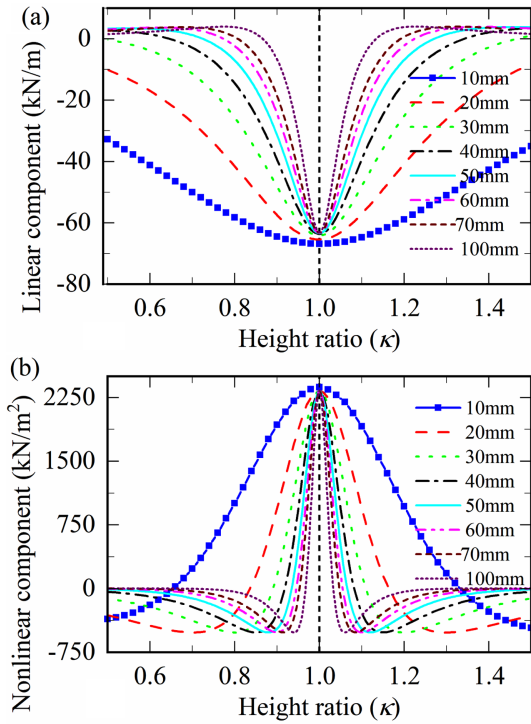 (a)
Linear component (kN/m)
0
-20
-40
-60
-80
10mm
20mm
30mm
40mm
50mm
60mm
70mm
100mm
0.6 0.8 1.0 1.2 1.4
Height ratio (κ)
(b)
Nonlinear component (kN/m²)
2250
1500
750
0
-750
10mm
20mm
30mm
40mm
50mm
60mm
70mm
100mm
0.6 0.8 1.0 1.2 1.4
Height ratio (κ)